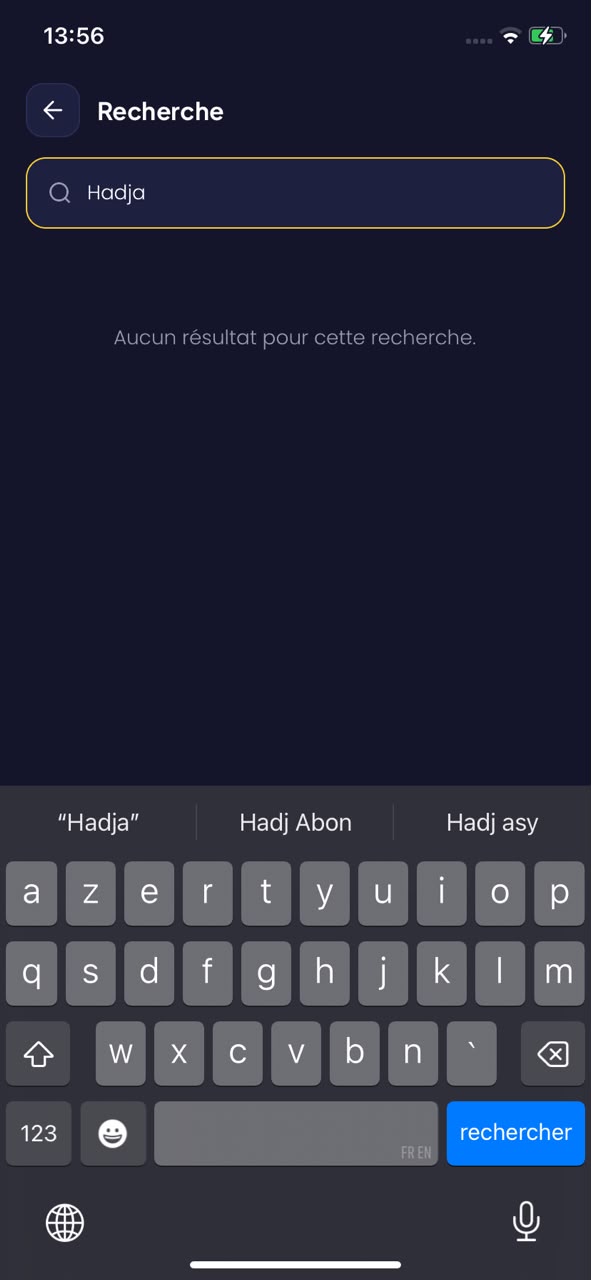 13:56
Recherche
Hadja
Aucun résultat pour cette recherche.
“Hadja” Hadj Abon Hadj asy
a z e r t y u i o p
q s d f g h j k l m
w x c v b n `
123 FR EN rechercher